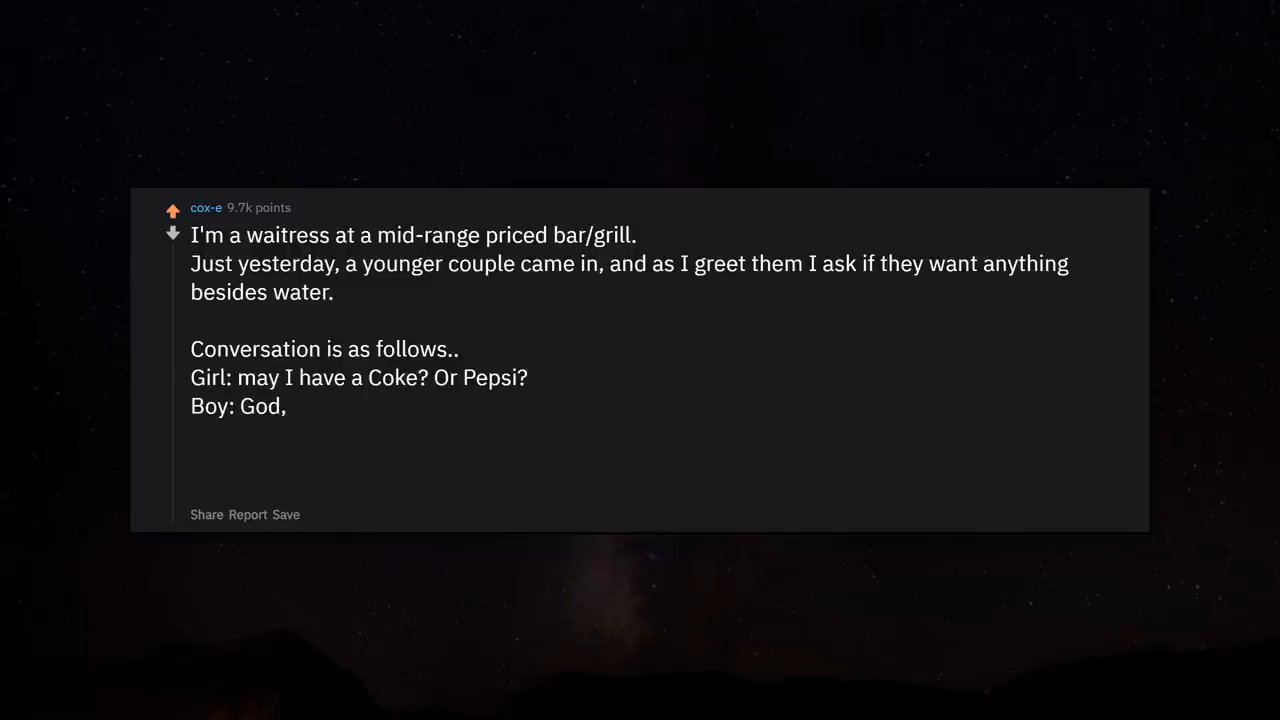 cox-e 9.7k points
I'm a waitress at a mid-range priced bar/grill.
Just yesterday, a younger couple came in, and as I greet them I ask if they want anything
besides water.
Conversation is as follows..
Girl: may I have a Coke? Or Pepsi?
Boy: God,
Share Report Save